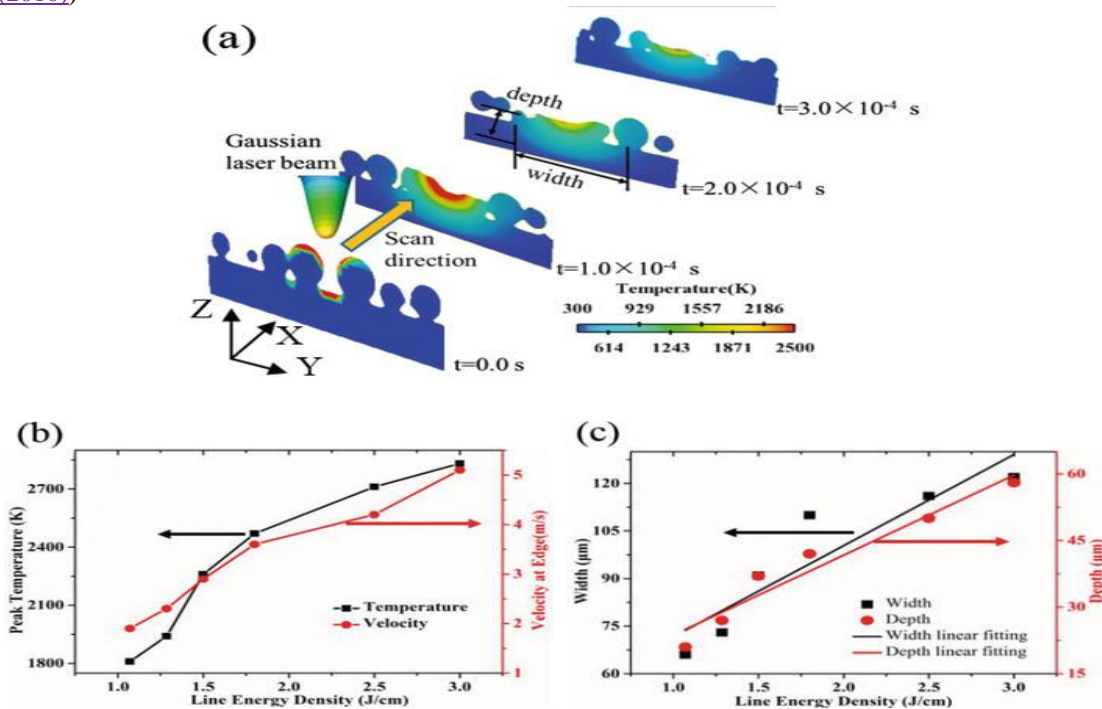 (2010))
(a)
depth
t=3.0×10⁻⁴ s
Gaussian
laser beam
width
t=2.0×10⁻⁴ s
Scan
direction
t=1.0×10⁻⁴ s
Temperature(K)
300 929 1557 2186
614 1243 1871 2500
Z
X
Y
t=0.0 s
(b)
Peak Temperature (K)
2700
2400
2100
1800
5
4
3
2
1
Velocity at Edge(m/s)
Temperature
Velocity
1.0 1.5 2.0 2.5 3.0
Line Energy Density (J/cm)
(c)
Width (μm)
120
105
90
75
60
60
45
30
15
Depth (μm)
Width
Depth
Width linear fitting
Depth linear fitting
1.0 1.5 2.0 2.5 3.0
Line Energy Density (J/cm)